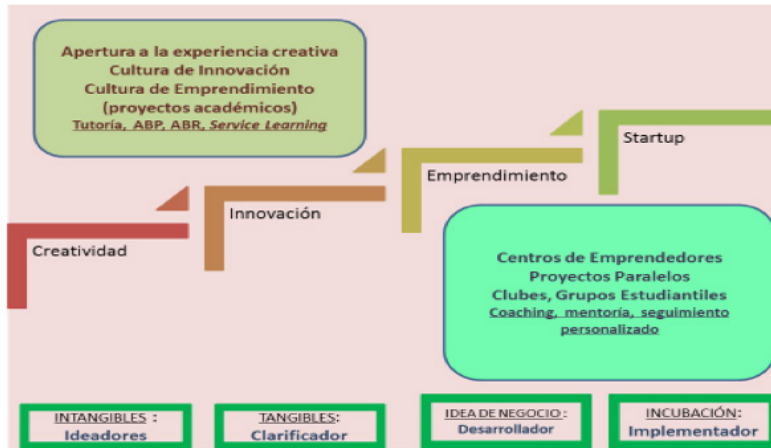 Apertura a la experiencia creativa
Cultura de Innovación
Cultura de Emprendimiento
(proyectos académicos)
Tutoría, ABP, ABR, Service Learning
Startup
Emprendimiento
Innovación
Creatividad
Centros de Emprendedores
Proyectos Paralelos
Clubes, Grupos Estudiantiles
Coaching, mentoría, seguimiento
personalizado
INTANGIBLES :
Ideadores
TANGIBLES:
Clarificador
IDEA DE NEGOCIO :
Desarrollador
INCUBACIÓN:
Implementador